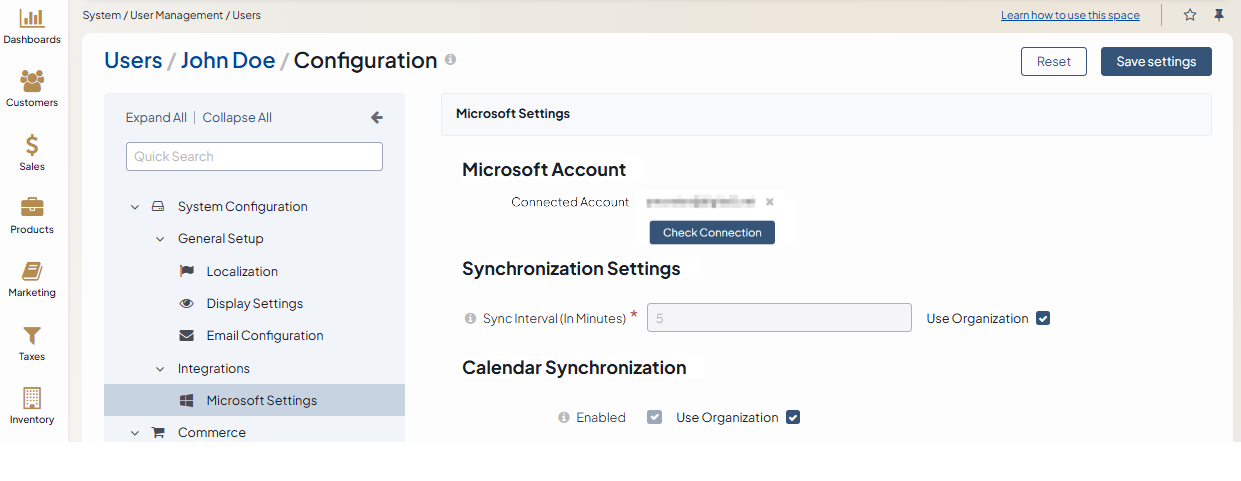 System / User Management / Users
Learn how to use this space
Dashboards
Customers
Sales
Products
Marketing
Taxes
Inventory
Users / John Doe / Configuration
Reset
Save settings
Expand All | Collapse All
Quick Search
System Configuration
General Setup
Localization
Display Settings
Email Configuration
Integrations
Microsoft Settings
Commerce
Microsoft Settings
Microsoft Account
Connected Account
Check Connection
Synchronization Settings
Sync Interval (In Minutes) * 5 Use Organization
Calendar Synchronization
Enabled Use Organization